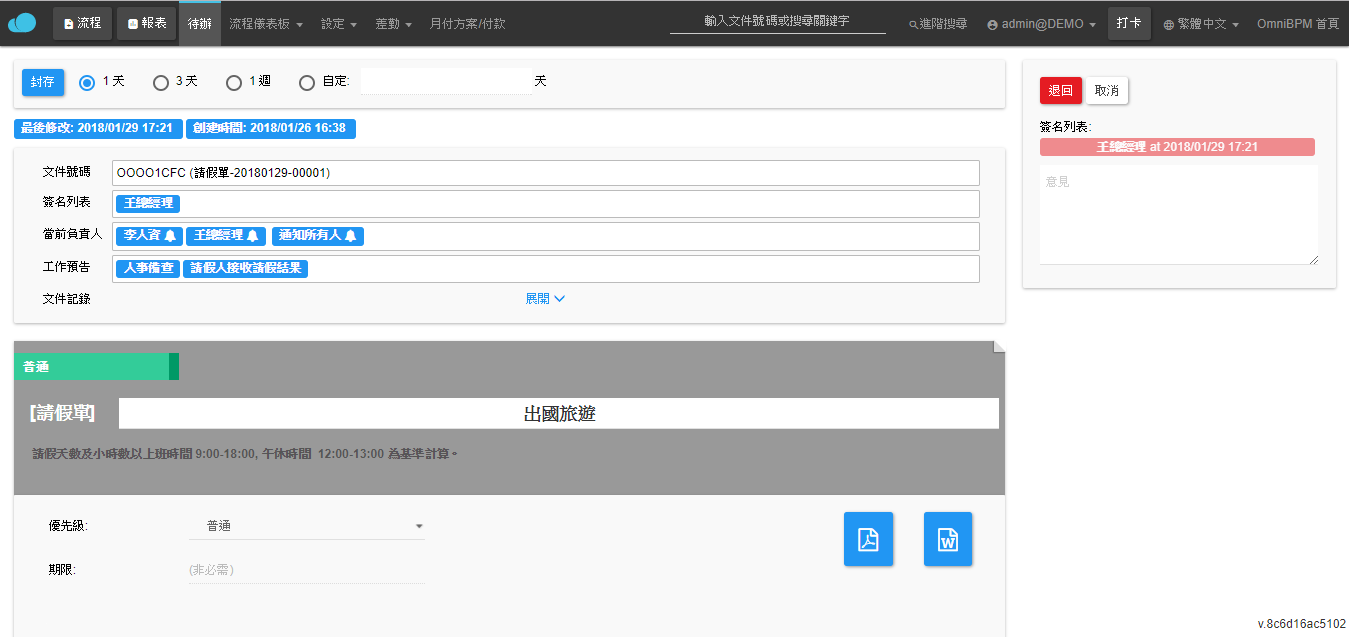 流程 報表 待辦 流程儀表板 設定 差勤 月付方案/付款 輸入文件號碼或搜尋關鍵字 進階搜尋 admin@DEMO 打卡 繁體中文 OmniBPM 首頁
封存 1 天 3 天 1 週 自定: 天
最後修改: 2018/01/29 17:21 創建時間: 2018/01/26 16:38
文件號碼 OOOO1CFC (請假單-20180129-00001)
簽名列表 王總經理
當前負責人 李人資 王總經理 通知所有人
工作預告 人事備查 請假人接收請假結果
文件記錄 展開
退回 取消
簽名列表:
王總經理 at 2018/01/29 17:21
意見
普通
[請假單] 出國旅遊
請假天數及小時數以上班時間 9:00-18:00, 午休時間 12:00-13:00 為基準計算。
優先級: 普通
期限: (非必需)
v.8c6d16ac5102